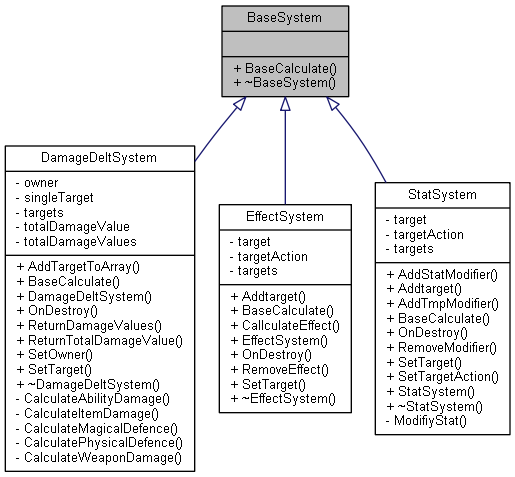 BaseSystem
+ BaseCalculate()
+ ~BaseSystem()
DamageDeltSystem
- owner
- singleTarget
- targets
- totalDamageValue
- totalDamageValues
+ AddTargetToArray()
+ BaseCalculate()
+ DamageDeltSystem()
+ OnDestroy()
+ ReturnDamageValues()
+ ReturnTotalDamageValue()
+ SetOwner()
+ SetTarget()
+ ~DamageDeltSystem()
- CalculateAbilityDamage()
- CalculateItemDamage()
- CalculateMagicalDefence()
- CalculatePhysicalDefence()
- CalculateWeaponDamage()
EffectSystem
- target
- targetAction
- targets
+ Addtarget()
+ BaseCalculate()
+ CallculateEffect()
+ EffectSystem()
+ OnDestroy()
+ RemoveEffect()
+ SetTarget()
+ ~EffectSystem()
StatSystem
- target
- targetAction
- targets
+ AddStatModifier()
+ Addtarget()
+ AddTmpModifier()
+ BaseCalculate()
+ OnDestroy()
+ RemoveModifier()
+ SetTarget()
+ SetTargetAction()
+ StatSystem()
+ ~StatSystem()
- ModifiyStat()